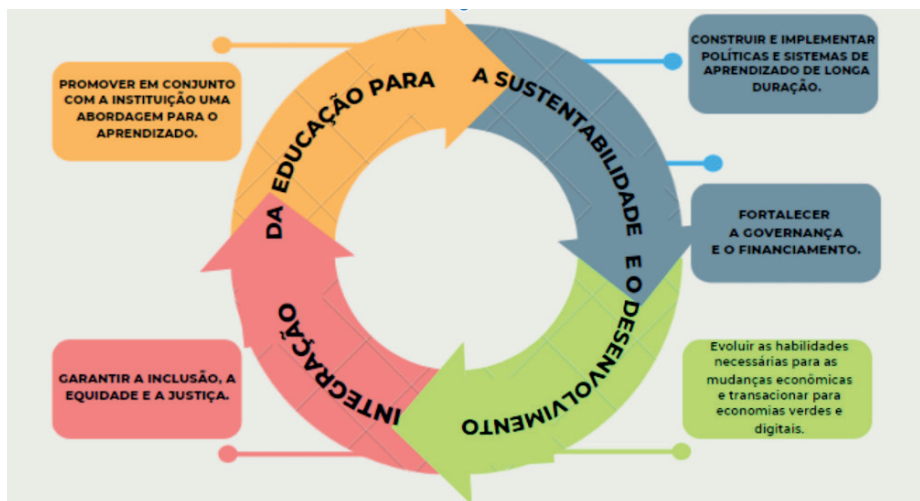 PROMOVER EM CONJUNTO
COM A INSTITUIÇÃO UMA
ABORDAGEM PARA O
APRENDIZADO.
CONSTRUIR E IMPLEMENTAR
POLÍTICAS E SISTEMAS DE
APRENDIZADO DE LONGA
DURAÇÃO.
FORTALECER
A GOVERNANÇA
E O FINANCIAMENTO.
Evoluir as habilidades
necessárias para as
mudanças econômicas
e transacionar para
economias verdes e
digitais.
GARANTIR A INCLUSÃO, A
EQUIDADE E A JUSTIÇA.
INTEGRAÇÃO
DA EDUCAÇÃO PARA
A SUSTENTABILIDADE E O
DESENVOLVIMENTO